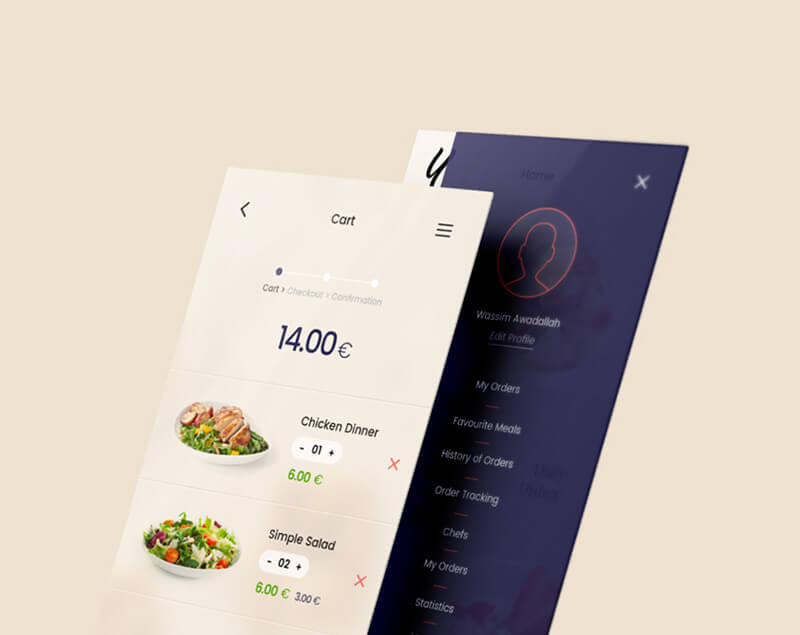 Cart
Cart > Checkout > Confirmation
14.00 €
Chicken Dinner
- 01 +
6.00 €
Simple Salad
- 02 +
6.00 € 3.00 €
Home
Wassim Awadallah
Edit Profile
My Orders
Favourite Meals
History of Orders
Order Tracking
Chefs
My Orders
Statistics